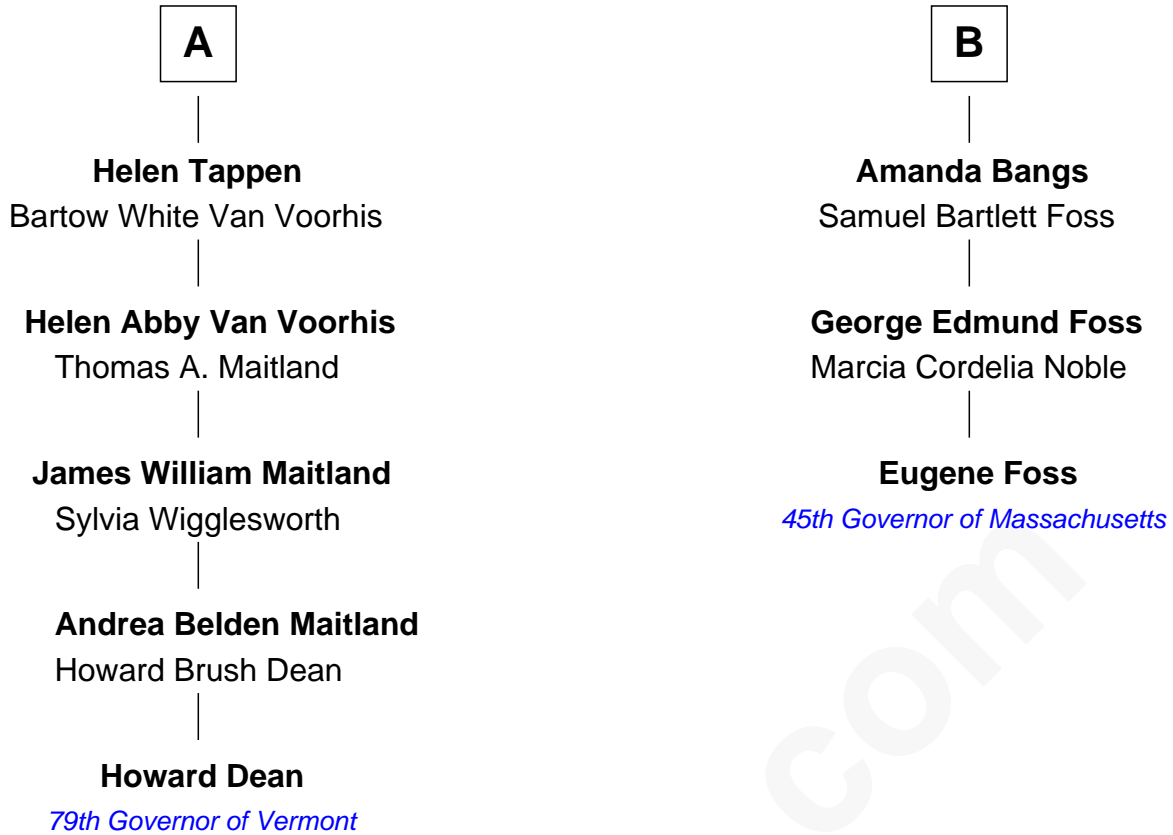 A
Helen Tappen
Bartow White Van Voorhis
Helen Abby Van Voorhis
Thomas A. Maitland
James William Maitland
Sylvia Wigglesworth
Andrea Belden Maitland
Howard Brush Dean
Howard Dean
79th Governor of Vermont
B
Amanda Bangs
Samuel Bartlett Foss
George Edmund Foss
Marcia Cordelia Noble
Eugene Foss
45th Governor of Massachusetts
com